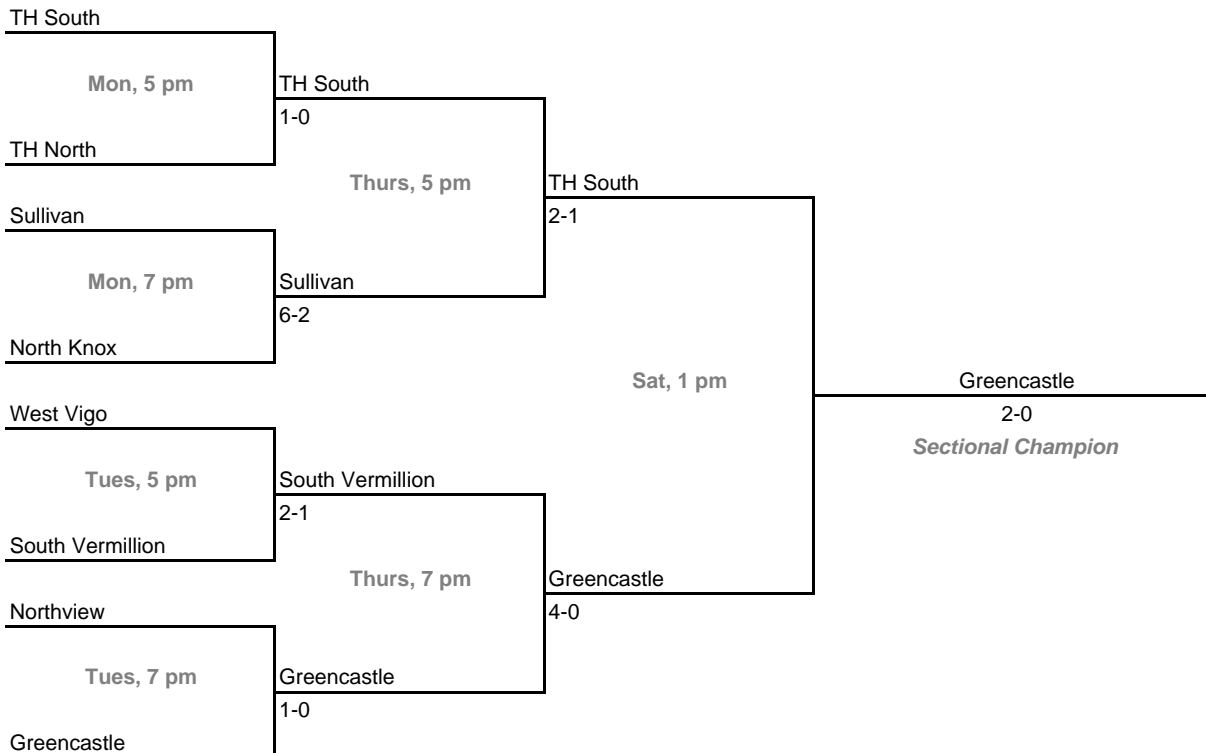 TH South
Mon, 5 pm
TH South
1-0
TH North
Thurs, 5 pm
TH South
2-1
Sullivan
Mon, 7 pm
Sullivan
6-2
North Knox
Sat, 1 pm
Greencastle
2-0
Sectional Champion
West Vigo
Tues, 5 pm
South Vermillion
2-1
South Vermillion
Thurs, 7 pm
Greencastle
4-0
Northview
Tues, 7 pm
Greencastle
1-0
Greencastle